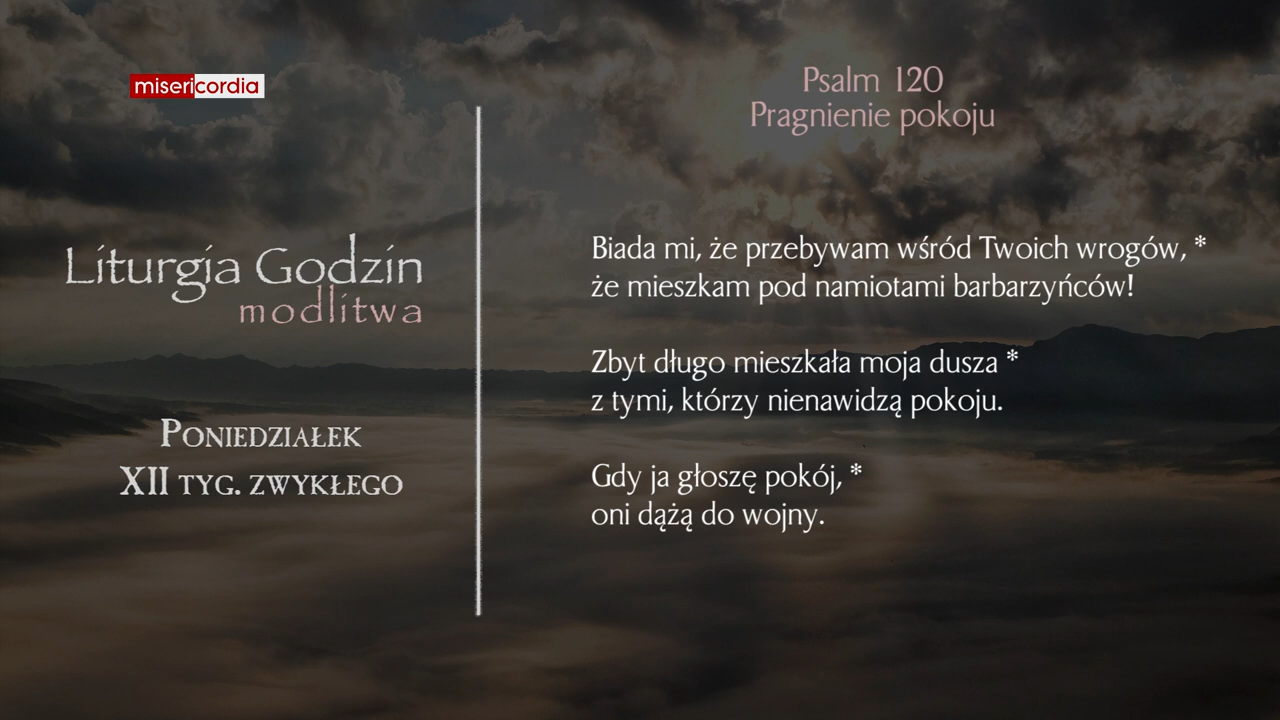 misericordia
Liturgia Godzin
modlitwa
Poniedziałek
XII tyg. zwykłego
Psalm 120
Pragnienie pokoju
Biada mi, że przebywam wśród Twoich wrogów, *
że mieszkam pod namiotami barbarzyńców!
Zbyt długo mieszkała moja dusza *
z tymi, którzy nienawidzą pokoju.
Gdy ja głoszę pokój, *
oni dążą do wojny.